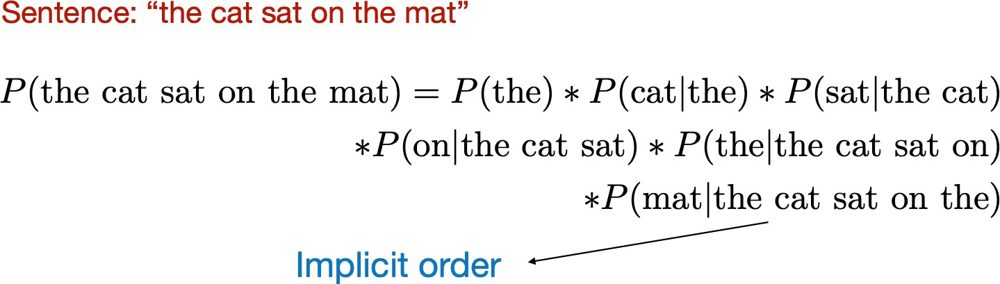 Sentence: “the cat sat on the mat”
P(the cat sat on the mat) = P(the) ∗ P(cat|the) ∗ P(sat|the cat)
∗P(on|the cat sat) ∗ P(the|the cat sat on)
∗P(mat|the cat sat on the)
Implicit order